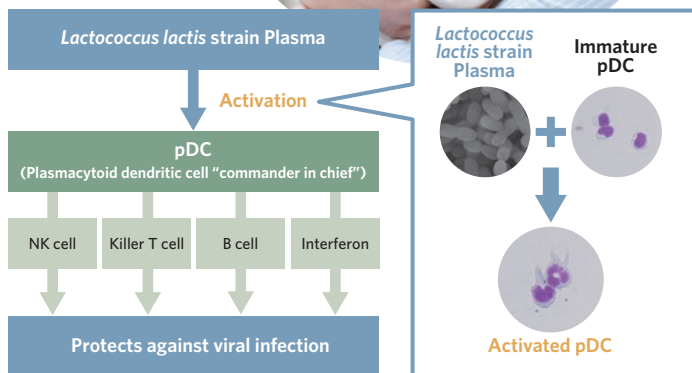 Lactococcus lactis strain Plasma
Activation
pDC
(Plasmacytoid dendritic cell “commander in chief”)
NK cell
Killer T cell
B cell
Interferon
Protects against viral infection
Lactococcus
lactis strain
Plasma
Immature
pDC
Activated pDC